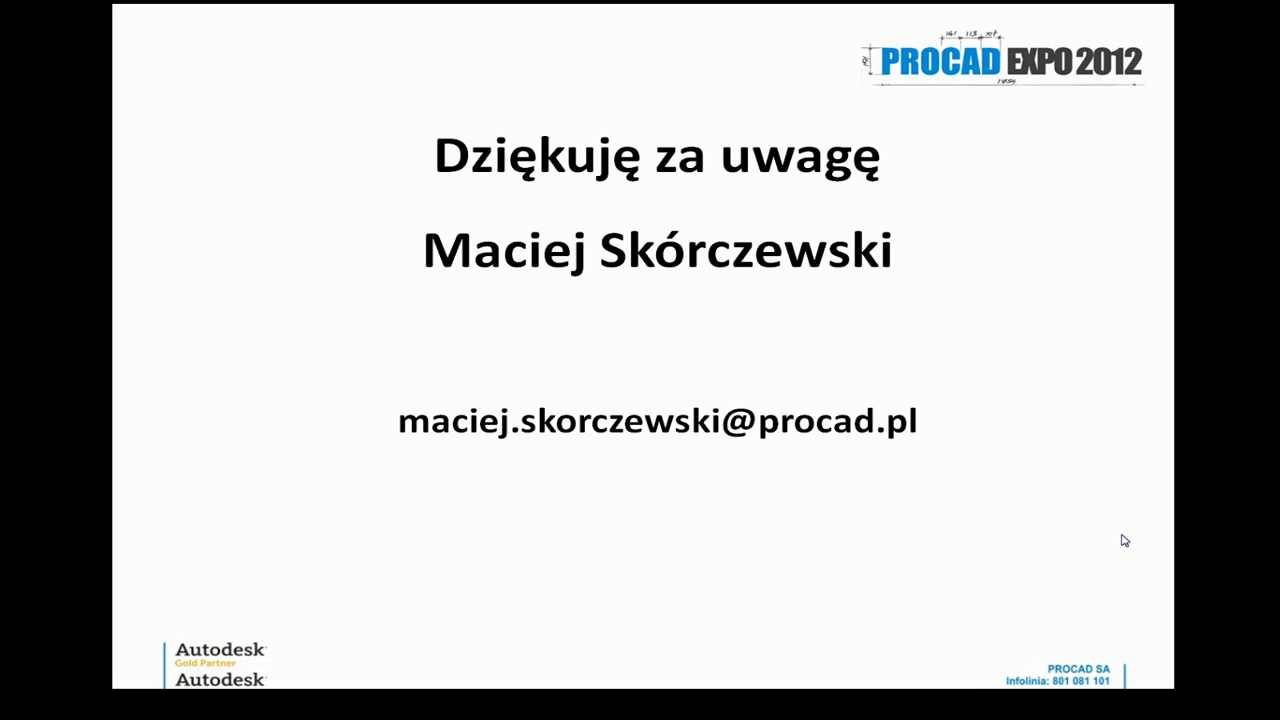 PROCAD EXPO 2012
Dziękuję za uwagę
Maciej Skórczewski
maciej.skorczewski@procad.pl
Autodesk
Gold Partner
Autodesk
PROCAD SA
Infolinia: 801 081 101